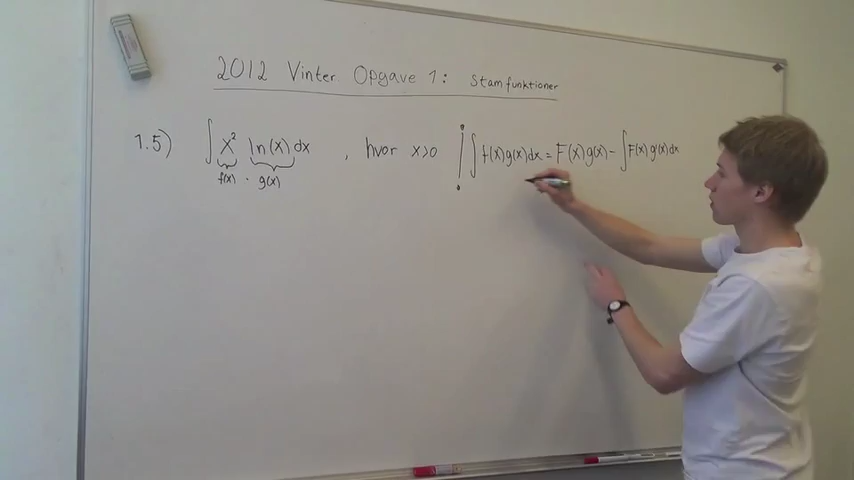 2012 Vinter. Opgave 1: Stamfunktioner
1.5) ∫ x² ln(x) dx , hvor x>0 ∫ f(x)g(x)dx = F(x)g(x) - ∫F(x)g'(x)dx
f(x) · g(x)